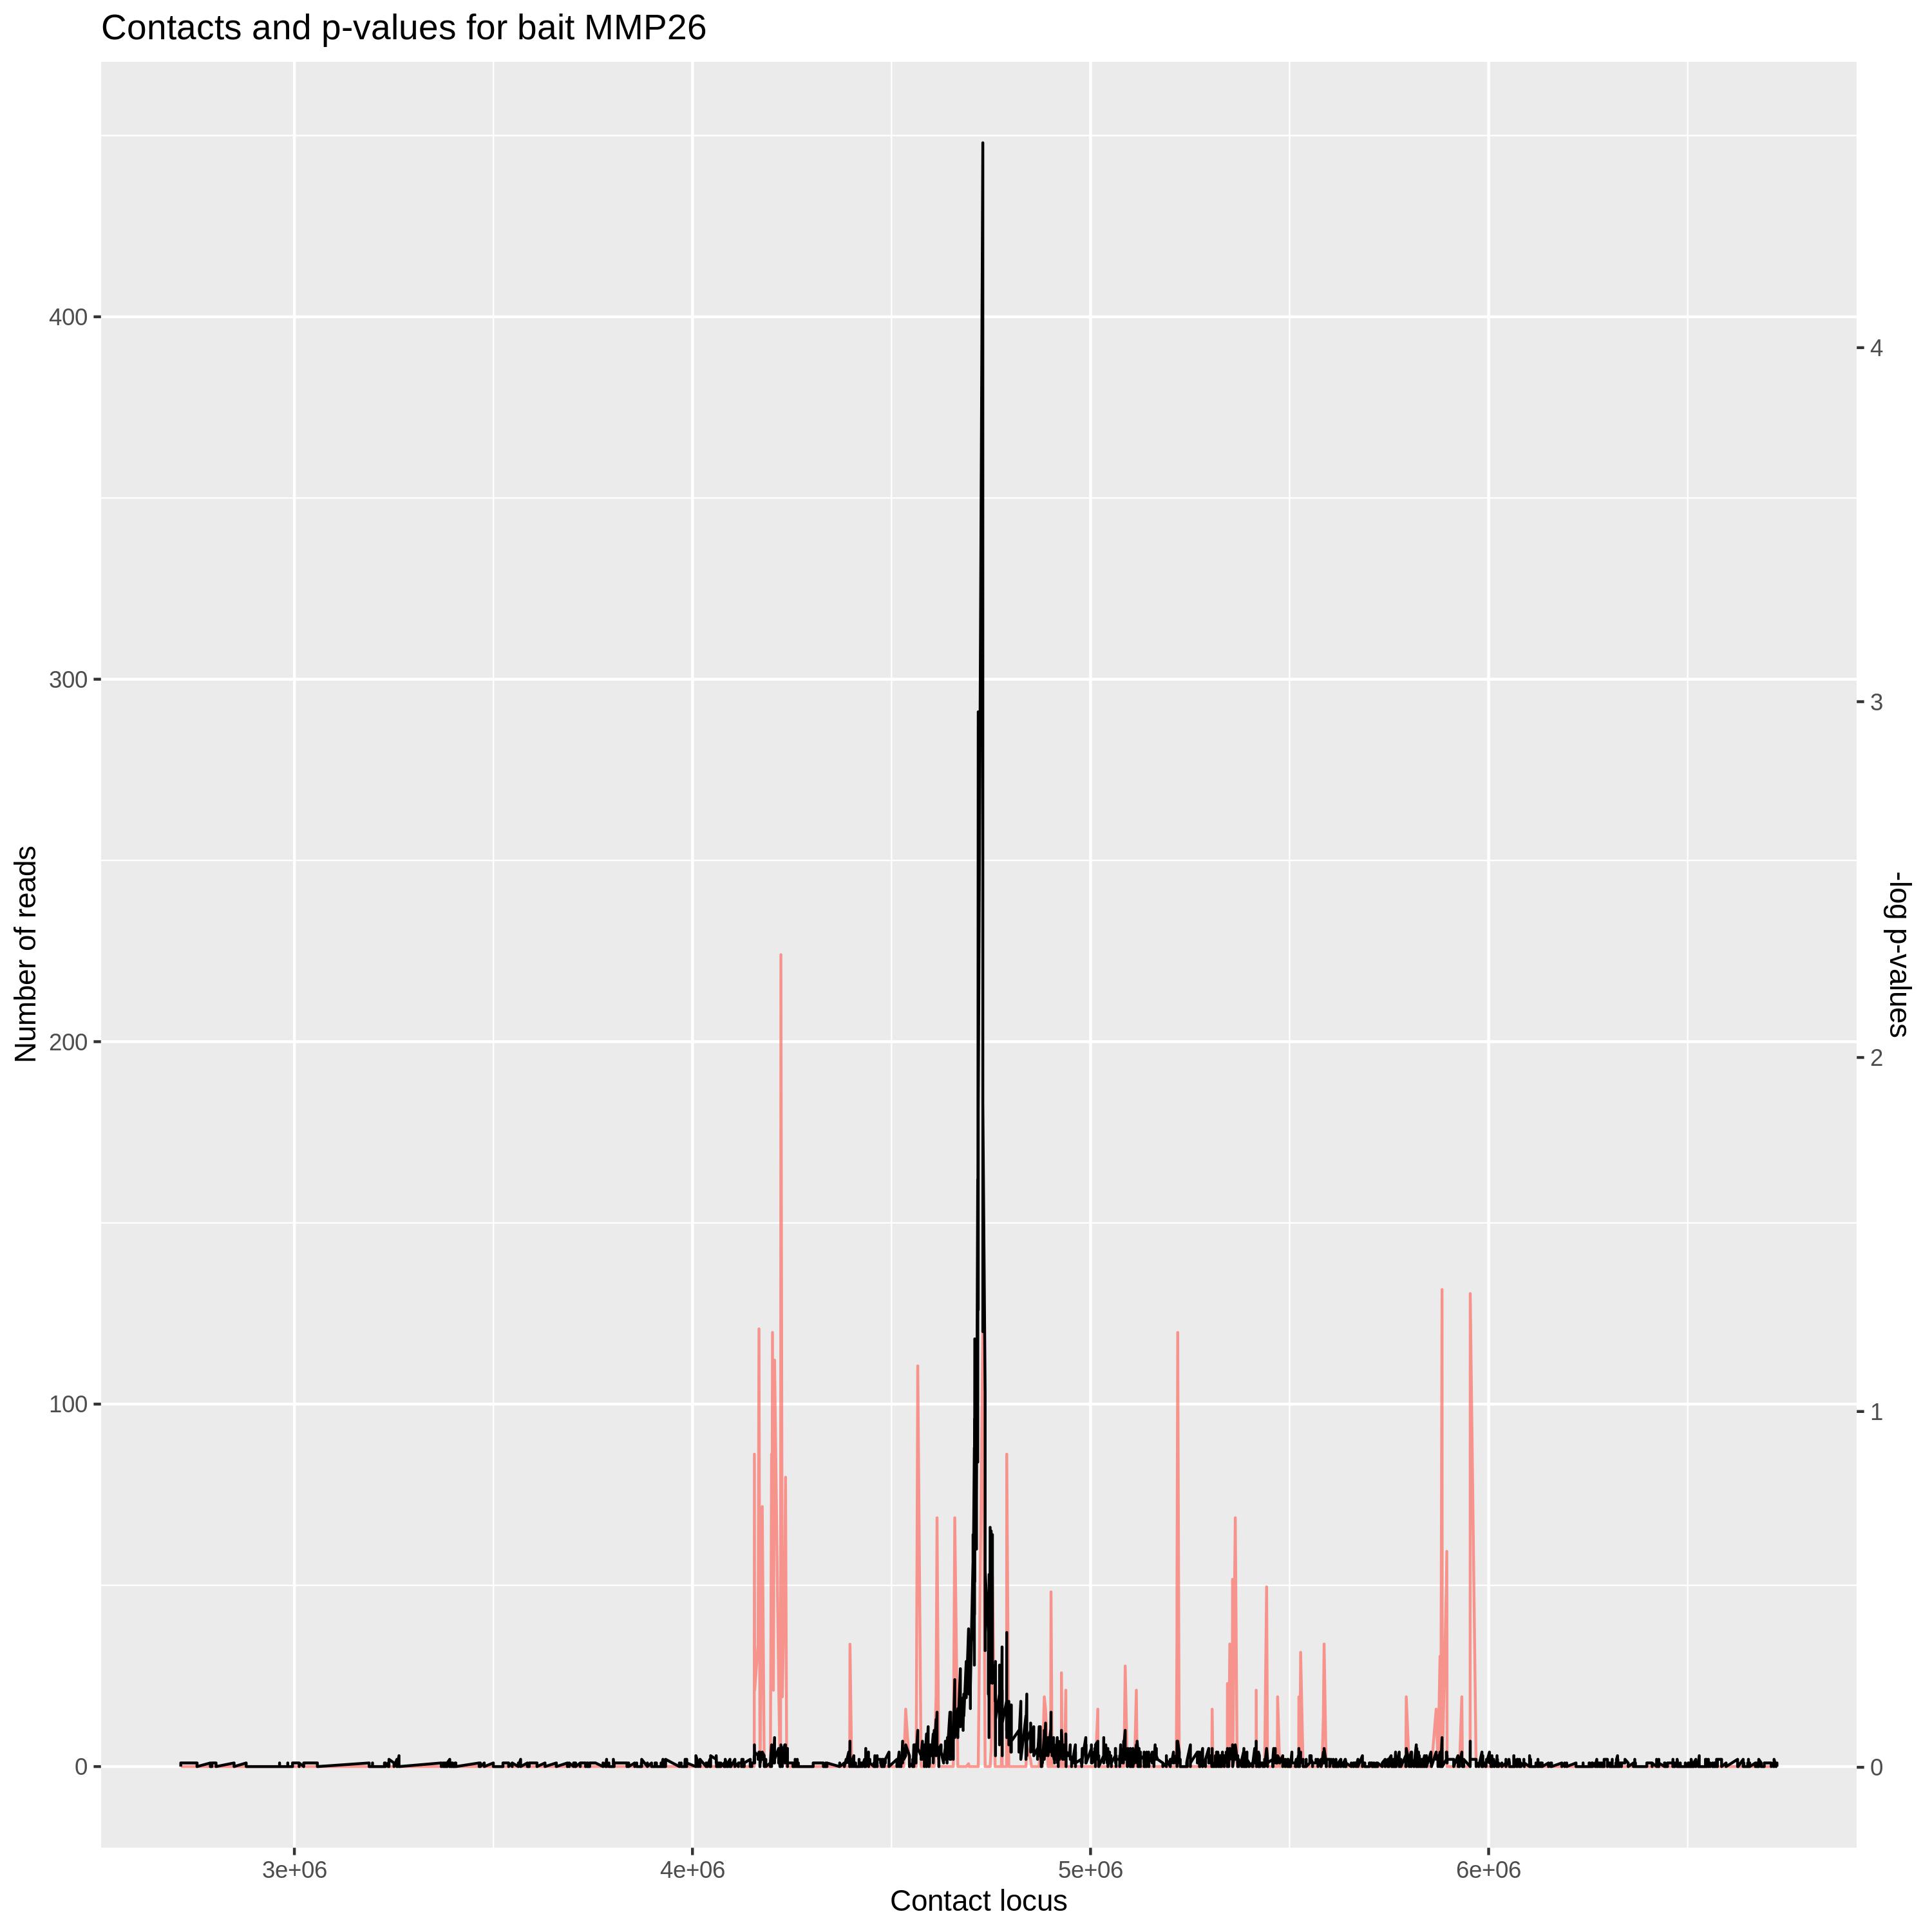 Contacts and p-values for bait MMP26
Number of reads
400
300
200
100
0
4
3
2
1
0
-log p-values
3e+06
4e+06
5e+06
6e+06
Contact locus